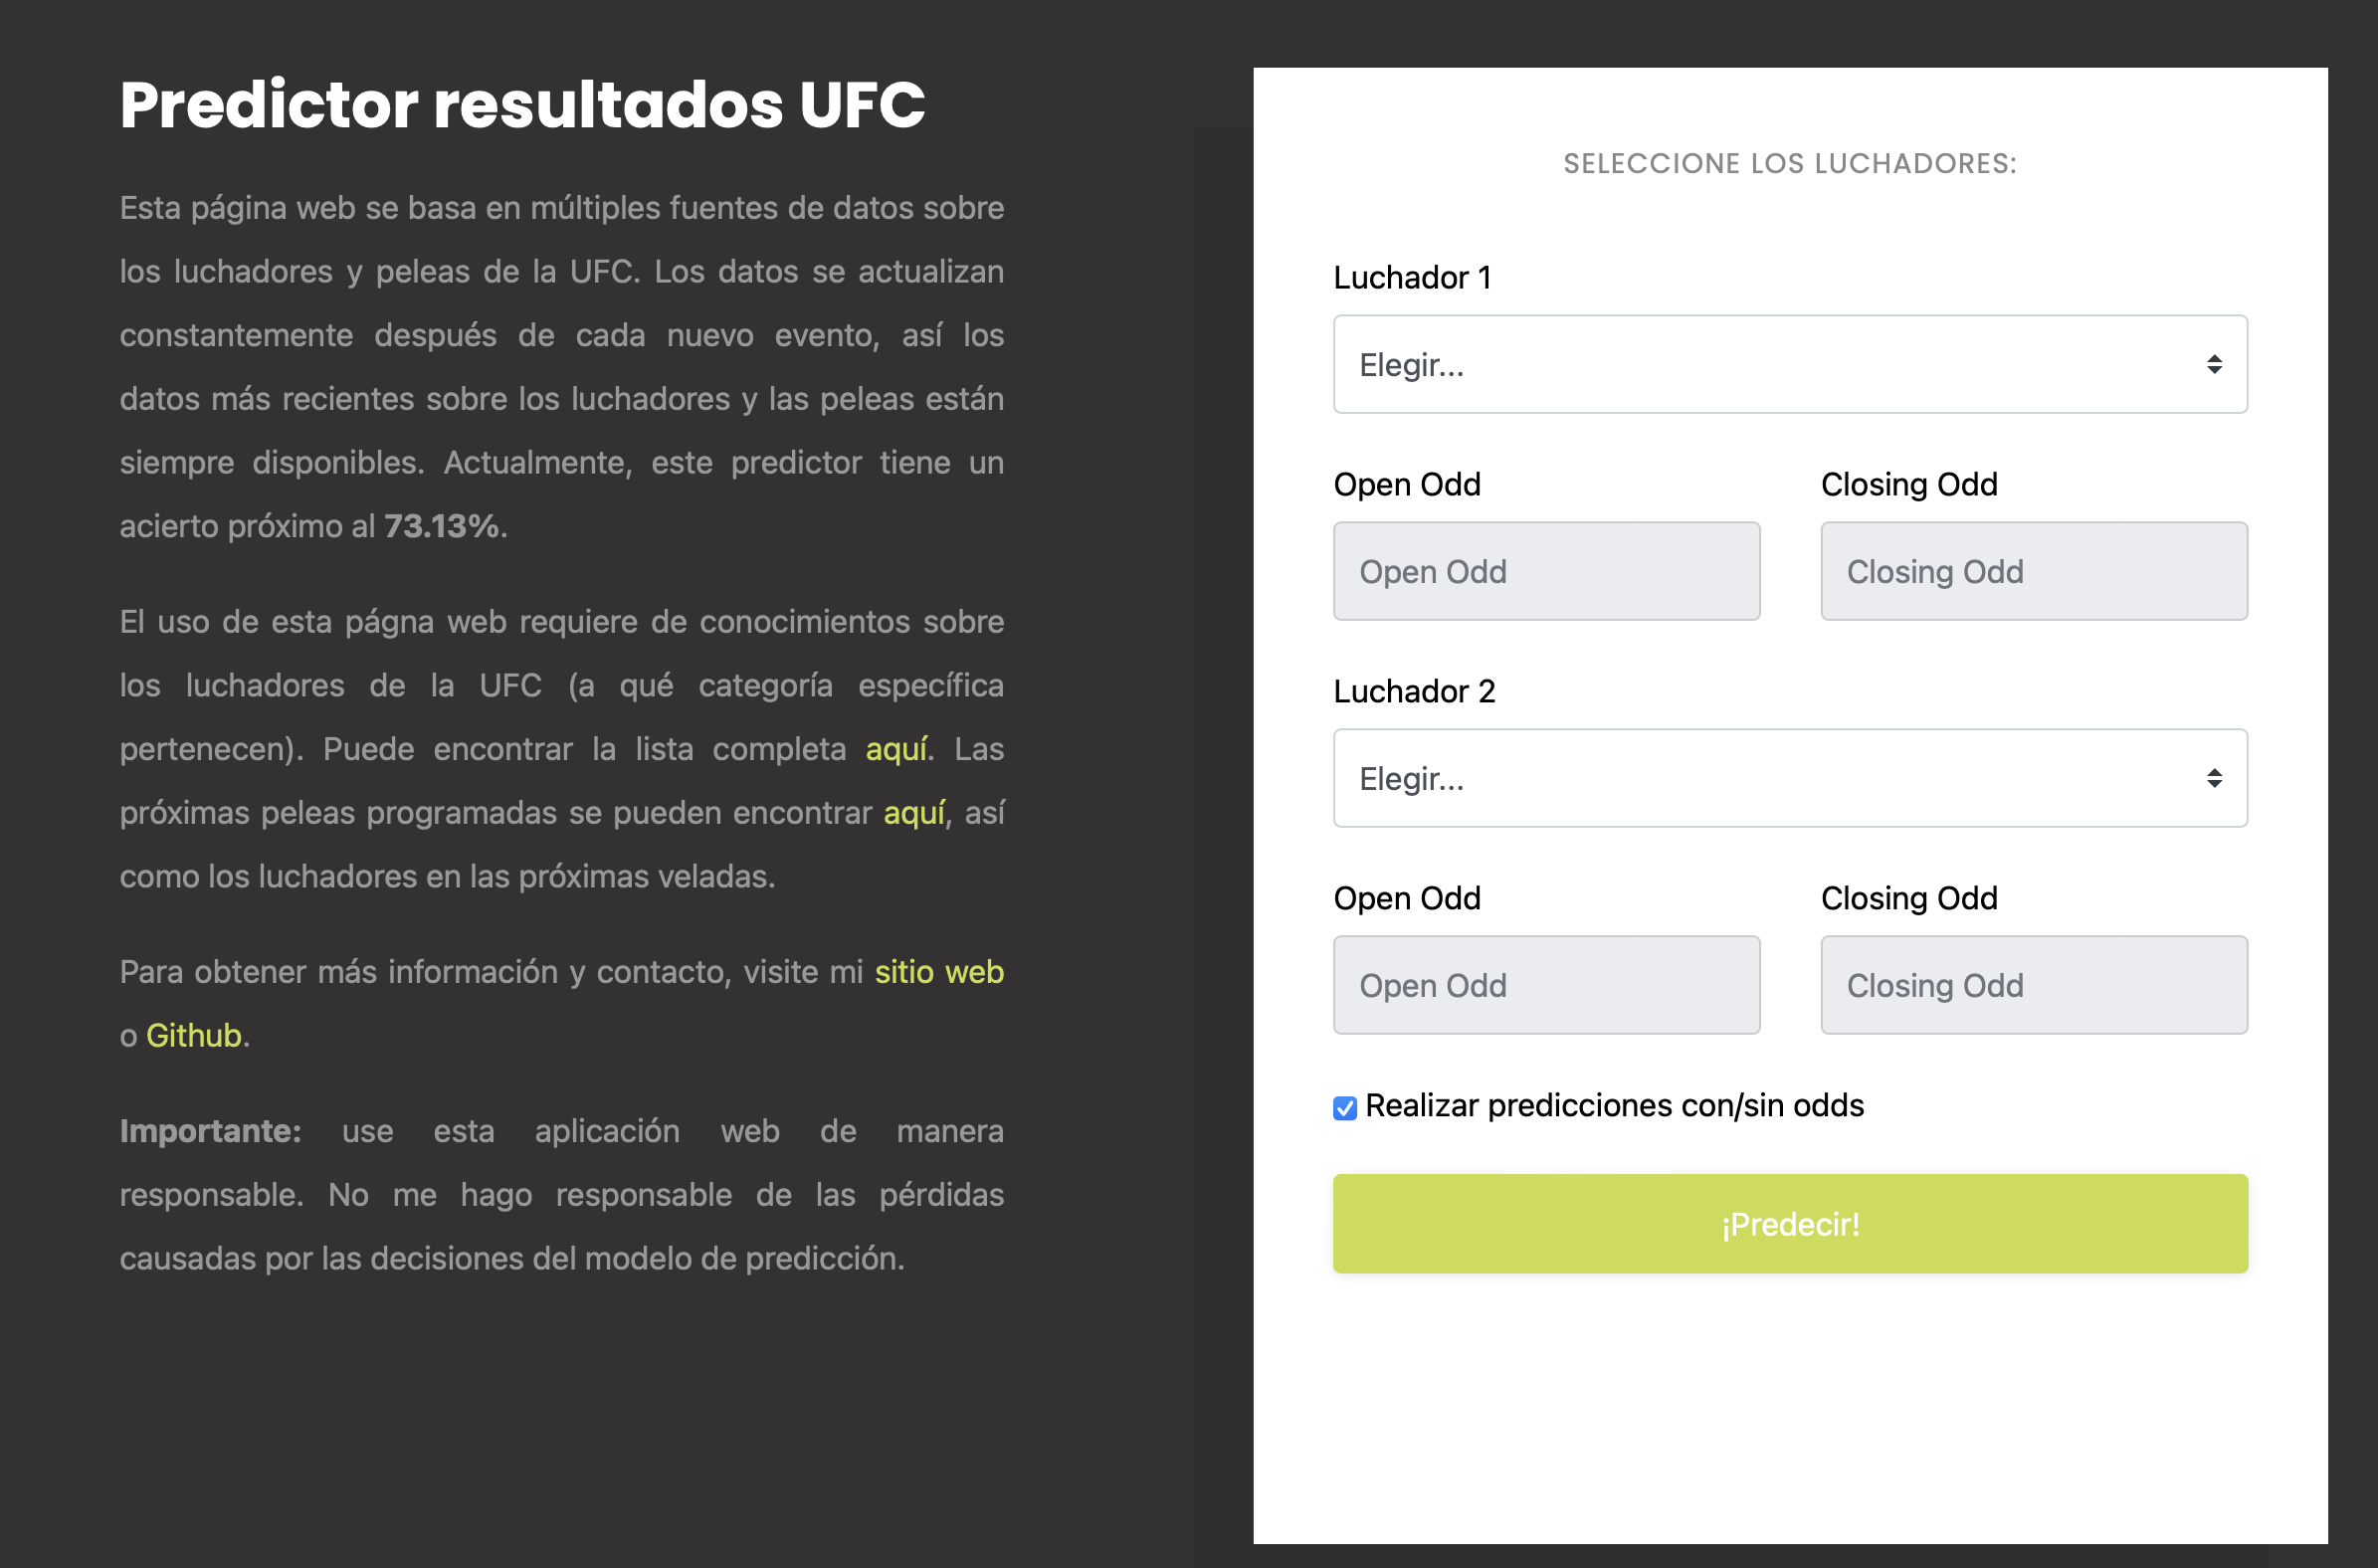 Predictor resultados UFC
Esta página web se basa en múltiples fuentes de datos sobre
los luchadores y peleas de la UFC. Los datos se actualizan
constantemente después de cada nuevo evento, así los
datos más recientes sobre los luchadores y las peleas están
siempre disponibles. Actualmente, este predictor tiene un
acierto próximo al 73.13%.
El uso de esta págna web requiere de conocimientos sobre
los luchadores de la UFC (a qué categoría específica
pertenecen). Puede encontrar la lista completa aquí. Las
próximas peleas programadas se pueden encontrar aquí, así
como los luchadores en las próximas veladas.
Para obtener más información y contacto, visite mi sitio web
o Github.
Importante: use esta aplicación web de manera
responsable. No me hago responsable de las pérdidas
causadas por las decisiones del modelo de predicción.
SELECCIONE LOS LUCHADORES:
Luchador 1
Elegir...
Open Odd Closing Odd
Open Odd Closing Odd
Luchador 2
Elegir...
Open Odd Closing Odd
Open Odd Closing Odd
Realizar predicciones con/sin odds
¡Predecir!